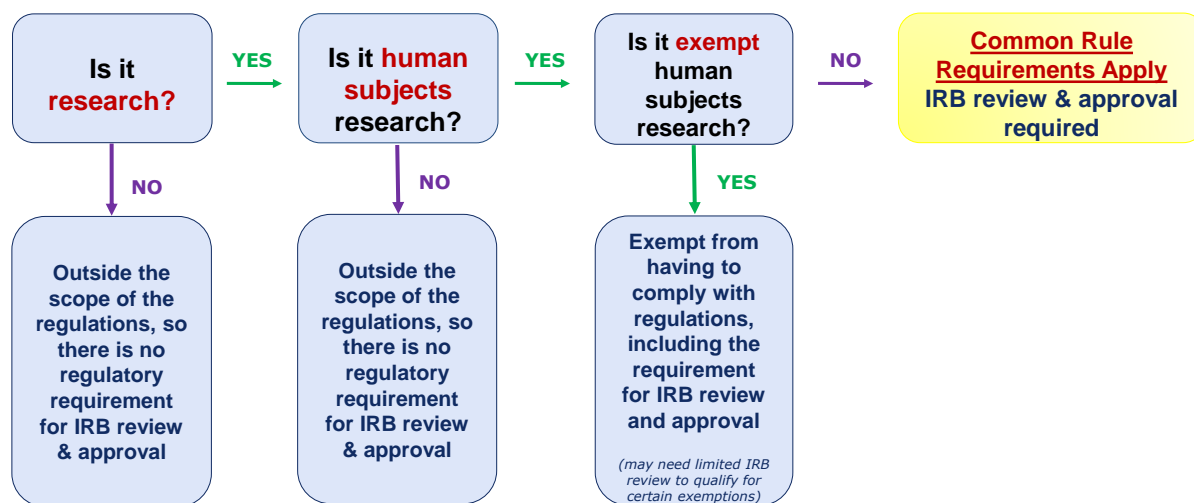 Is it
research?
YES
Is it human
subjects
research?
YES
Is it exempt
human
subjects
research?
NO
Common Rule
Requirements Apply
IRB review & approval
required
NO
NO
YES
Outside the
scope of the
regulations, so
there is no
regulatory
requirement
for IRB review
& approval
Outside the
scope of the
regulations, so
there is no
regulatory
requirement
for IRB review
& approval
Exempt from
having to
comply with
regulations,
including the
requirement
for IRB review
and approval
(may need limited IRB
review to qualify for
certain exemptions)